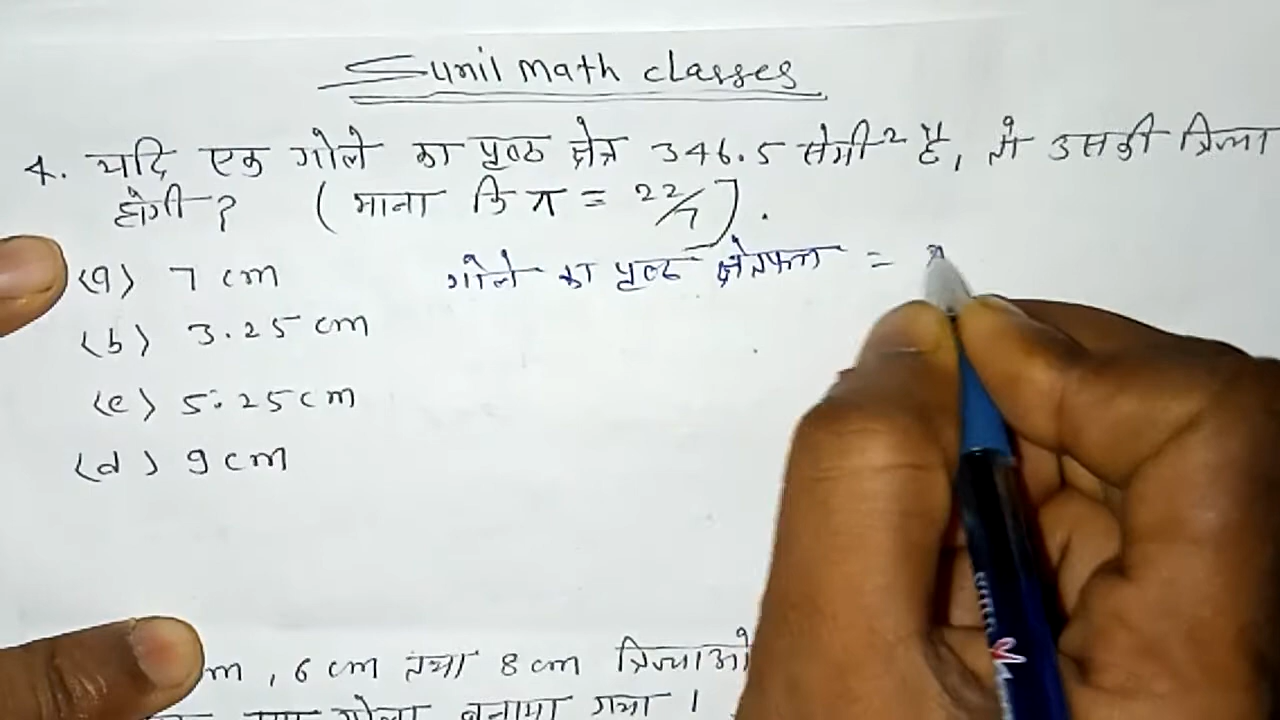 Sunil math classes
4. यदि एक गोले का पृष्ठ क्षेत्र 346.5 सेमी² है, तो उसकी त्रिज्या
होगी? (माना कि π = 22/7).
(a) 7 cm
गोले का पृष्ठ क्षेत्रफल =
(b) 3.25 cm
(c) 5.25 cm
(d) 9 cm
m, 6 cm तथा 8 cm त्रिज्याओ
गोला बनाया गया।